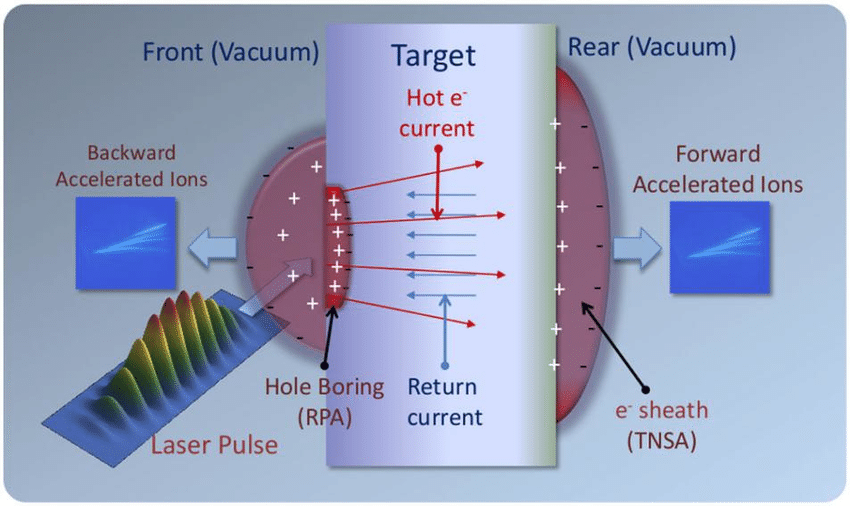 Front (Vacuum)
Target
Rear (Vacuum)
Hot e-
current
Backward
Accelerated Ions
Forward
Accelerated Ions
Hole Boring
(RPA)
Return
current
e- sheath
(TNSA)
Laser Pulse